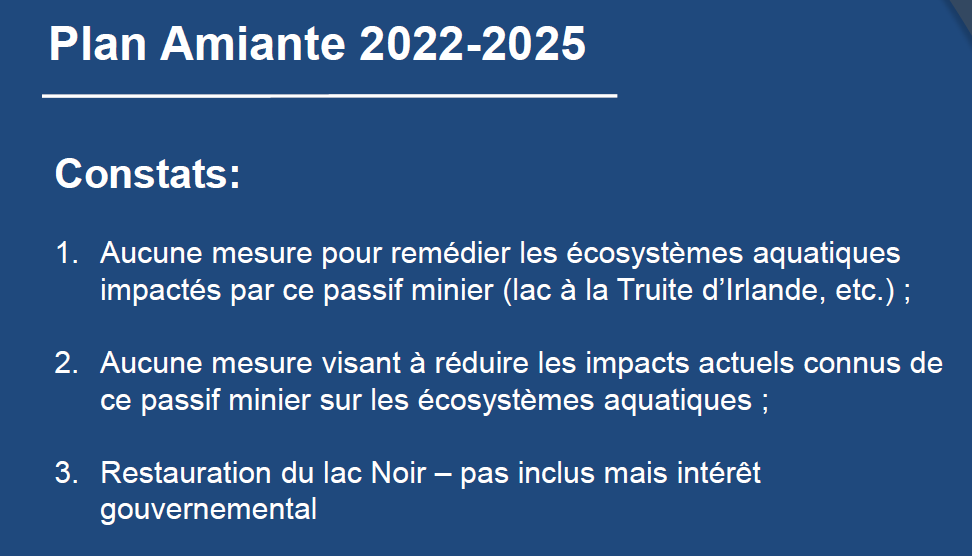 Plan Amiante 2022-2025
Constats:
1. Aucune mesure pour remédier les écosystèmes aquatiques
impactés par ce passif minier (lac à la Truite d’Irlande, etc.) ;
2. Aucune mesure visant à réduire les impacts actuels connus de
ce passif minier sur les écosystèmes aquatiques ;
3. Restauration du lac Noir – pas inclus mais intérêt
gouvernemental